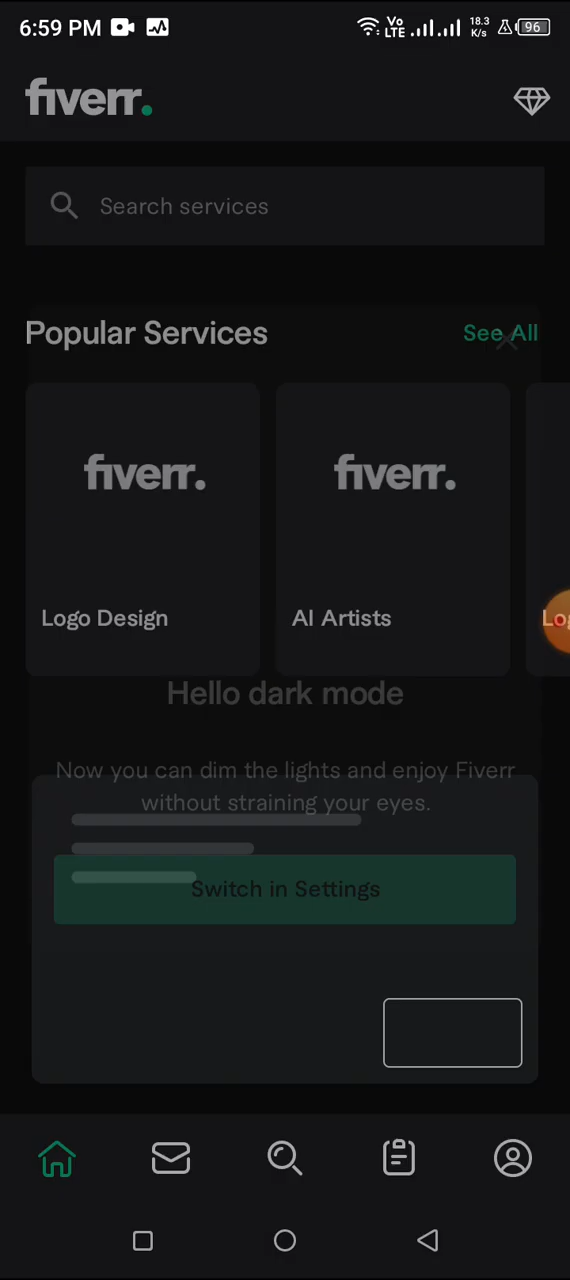 6:59 PM
Vo
LTE
18.3
K/s
96
fiverr.
Search services
Popular Services
See All
fiverr.
fiverr.
Logo Design
AI Artists
Hello dark mode
Now you can dim the lights and enjoy Fiverr
without straining your eyes.
Switch in Settings